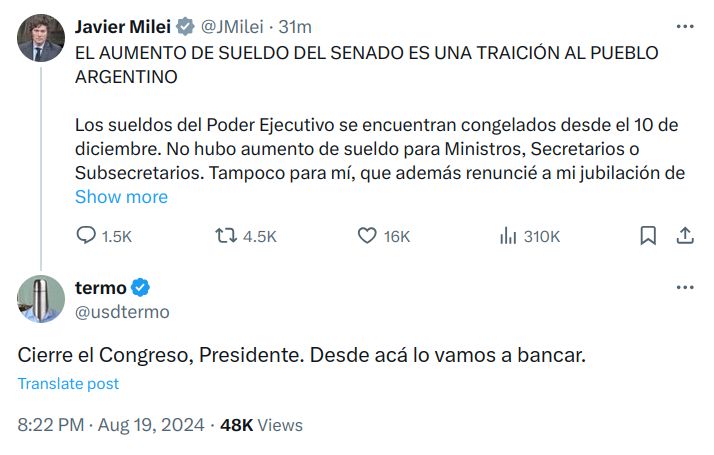 Javier Milei @JMilei · 31m
EL AUMENTO DE SUELDO DEL SENADO ES UNA TRAICIÓN AL PUEBLO
ARGENTINO
Los sueldos del Poder Ejecutivo se encuentran congelados desde el 10 de
diciembre. No hubo aumento de sueldo para Ministros, Secretarios o
Subsecretarios. Tampoco para mí, que además renuncié a mi jubilación de
Show more
1.5K 4.5K 16K 310K
termo
@usdtermo
Cierre el Congreso, Presidente. Desde acá lo vamos a bancar.
Translate post
8:22 PM · Aug 19, 2024 · 48K Views